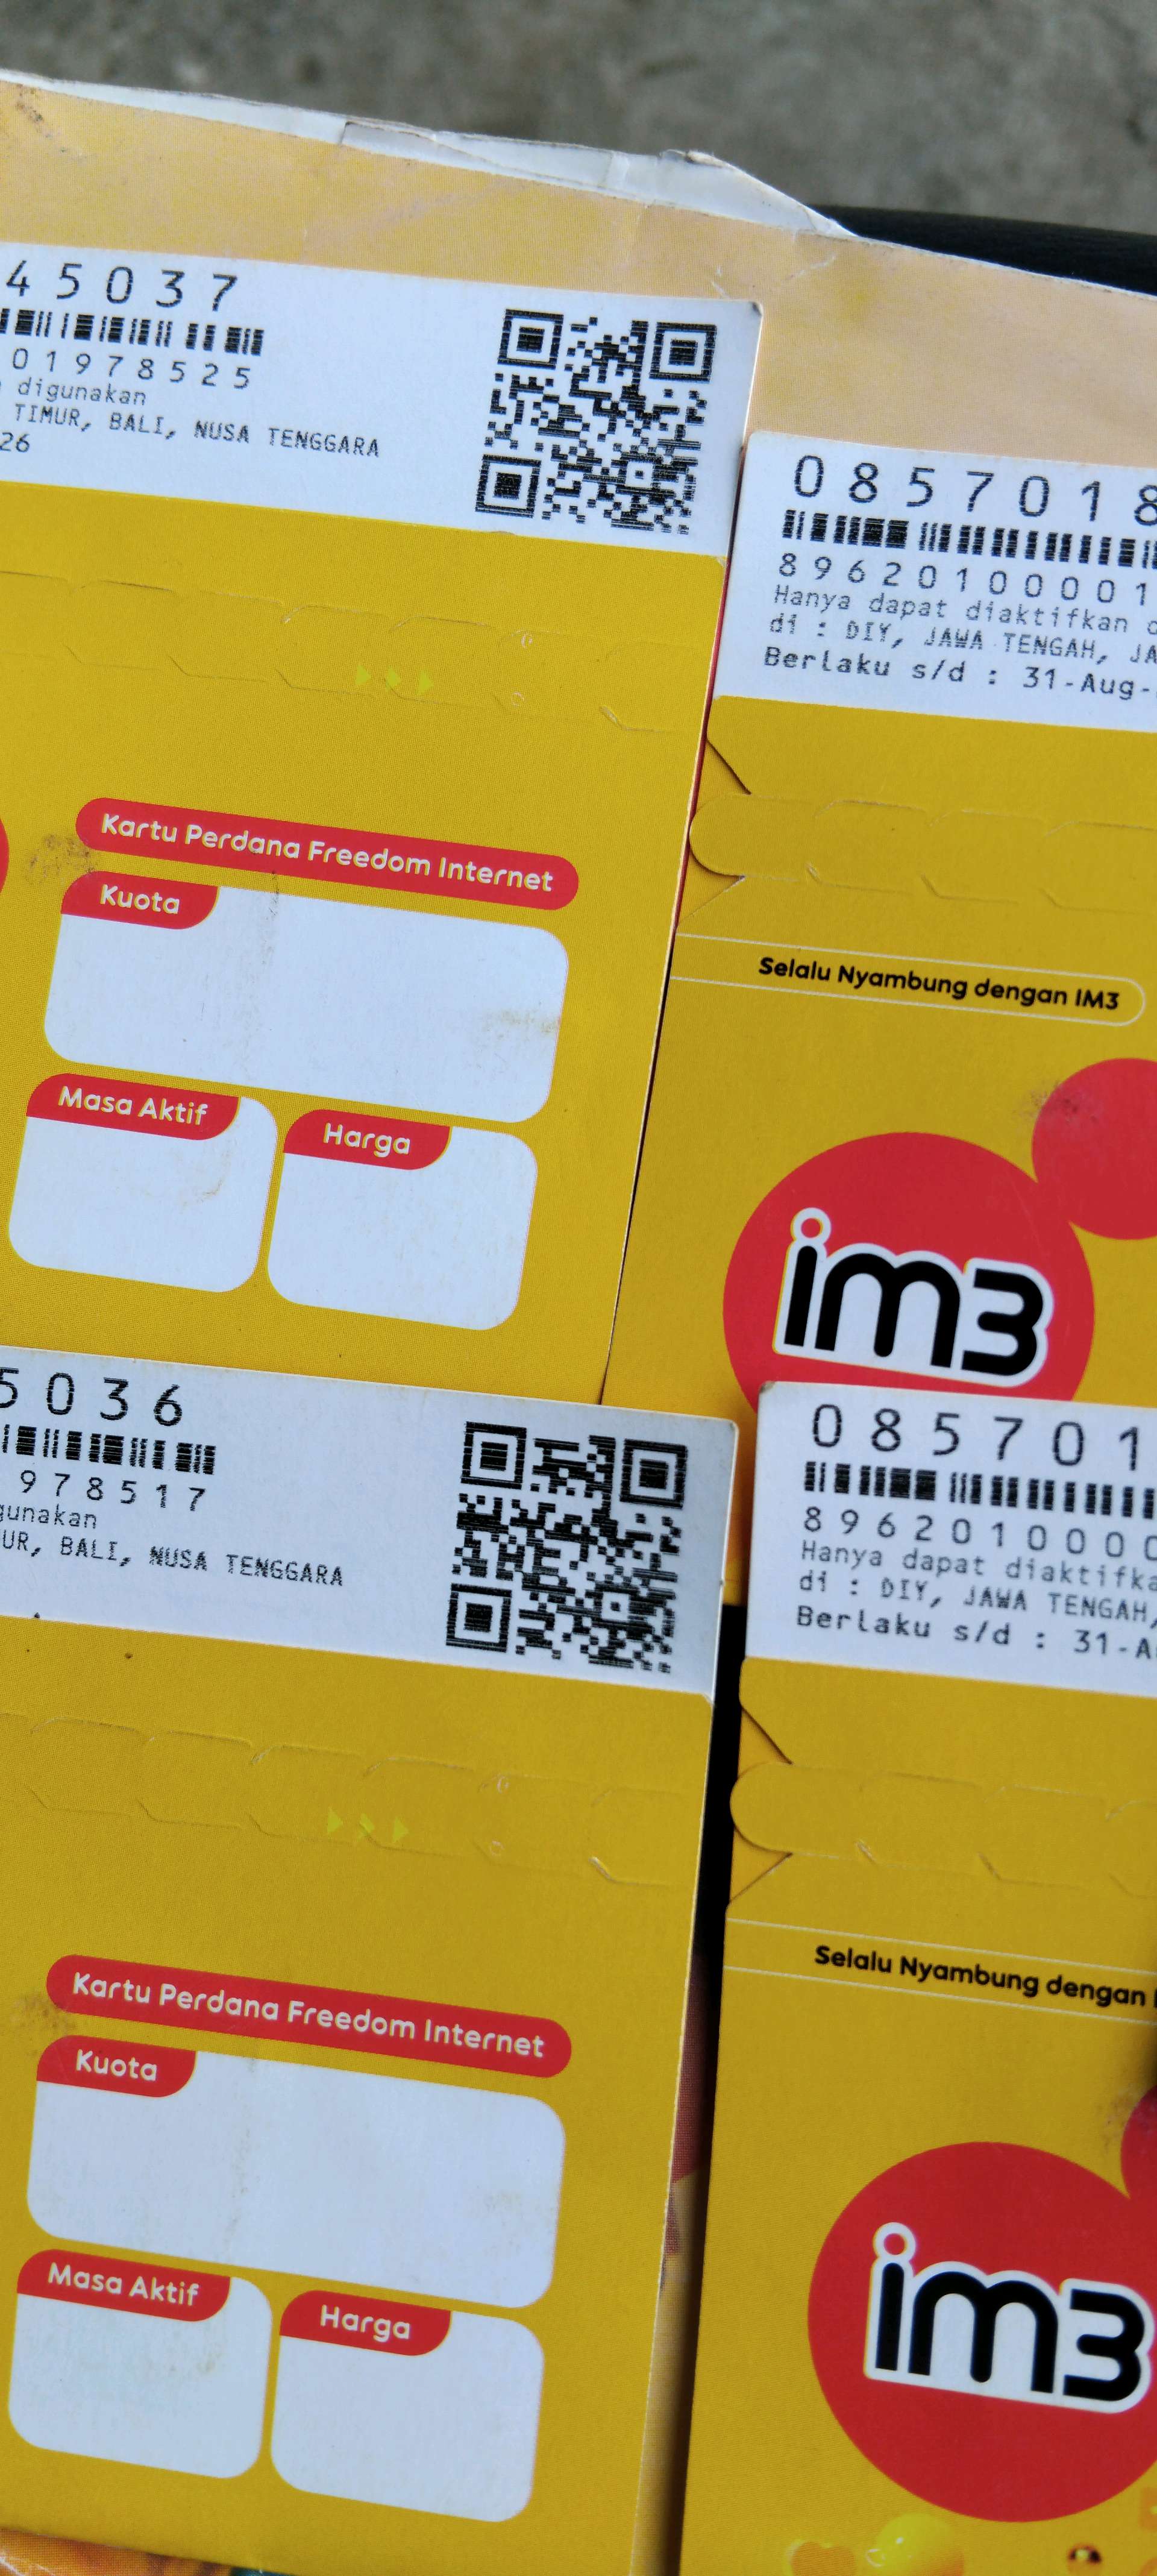 45037
01978525
digunakan
TIMUR, BALI, NUSA TENGGARA
26
Kartu Perdana Freedom Internet
Kuota
Masa Aktif
Harga
0857018
89620100001
Hanya dapat diaktifkan
di : DIY, JAWA TENGAH, JA
Berlaku s/d : 31-Aug-
Selalu Nyambung dengan IM3
im3
5036
978517
gunakan
UR, BALI, NUSA TENGGARA
Kartu Perdana Freedom Internet
Kuota
Masa Aktif
Harga
085701
8962010000
Hanya dapat diaktifka
di : DIY, JAWA TENGAH,
Berlaku s/d : 31-A
Selalu Nyambung dengan
im3